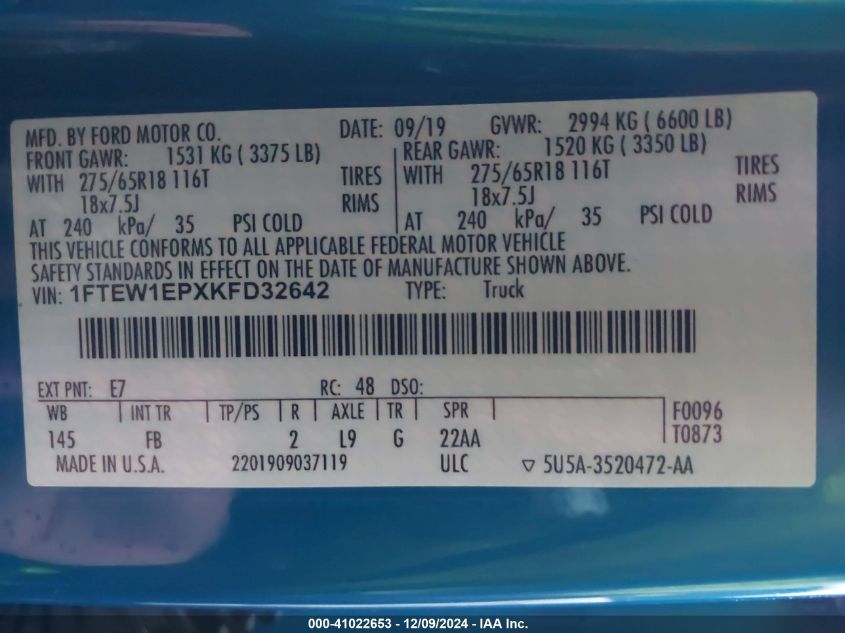 MFD. BY FORD MOTOR CO. DATE: 09/19 GVWR: 2994 KG ( 6600 LB)
FRONT GAWR: 1531 KG ( 3375 LB) REAR GAWR: 1520 KG ( 3350 LB)
WITH 275/65R18 116T TIRES WITH 275/65R18 116T TIRES
18x7.5J RIMS 18x7.5J RIMS
AT 240 kPa/ 35 PSI COLD AT 240 kPa/ 35 PSI COLD
THIS VEHICLE CONFORMS TO ALL APPLICABLE FEDERAL MOTOR VEHICLE
SAFETY STANDARDS IN EFFECT ON THE DATE OF MANUFACTURE SHOWN ABOVE.
VIN: 1FTEW1EPXKFD32642 TYPE: Truck
EXT PNT: E7 RC: 48 DSO:
WB INT TR TP/PS R AXLE TR SPR F0096
145 FB 2 L9 G 22AA T0873
MADE IN U.S.A. 2201909037119 ULC ▽ 5U5A-3520472-AA
000-41022653 - 12/09/2024 - IAA Inc.